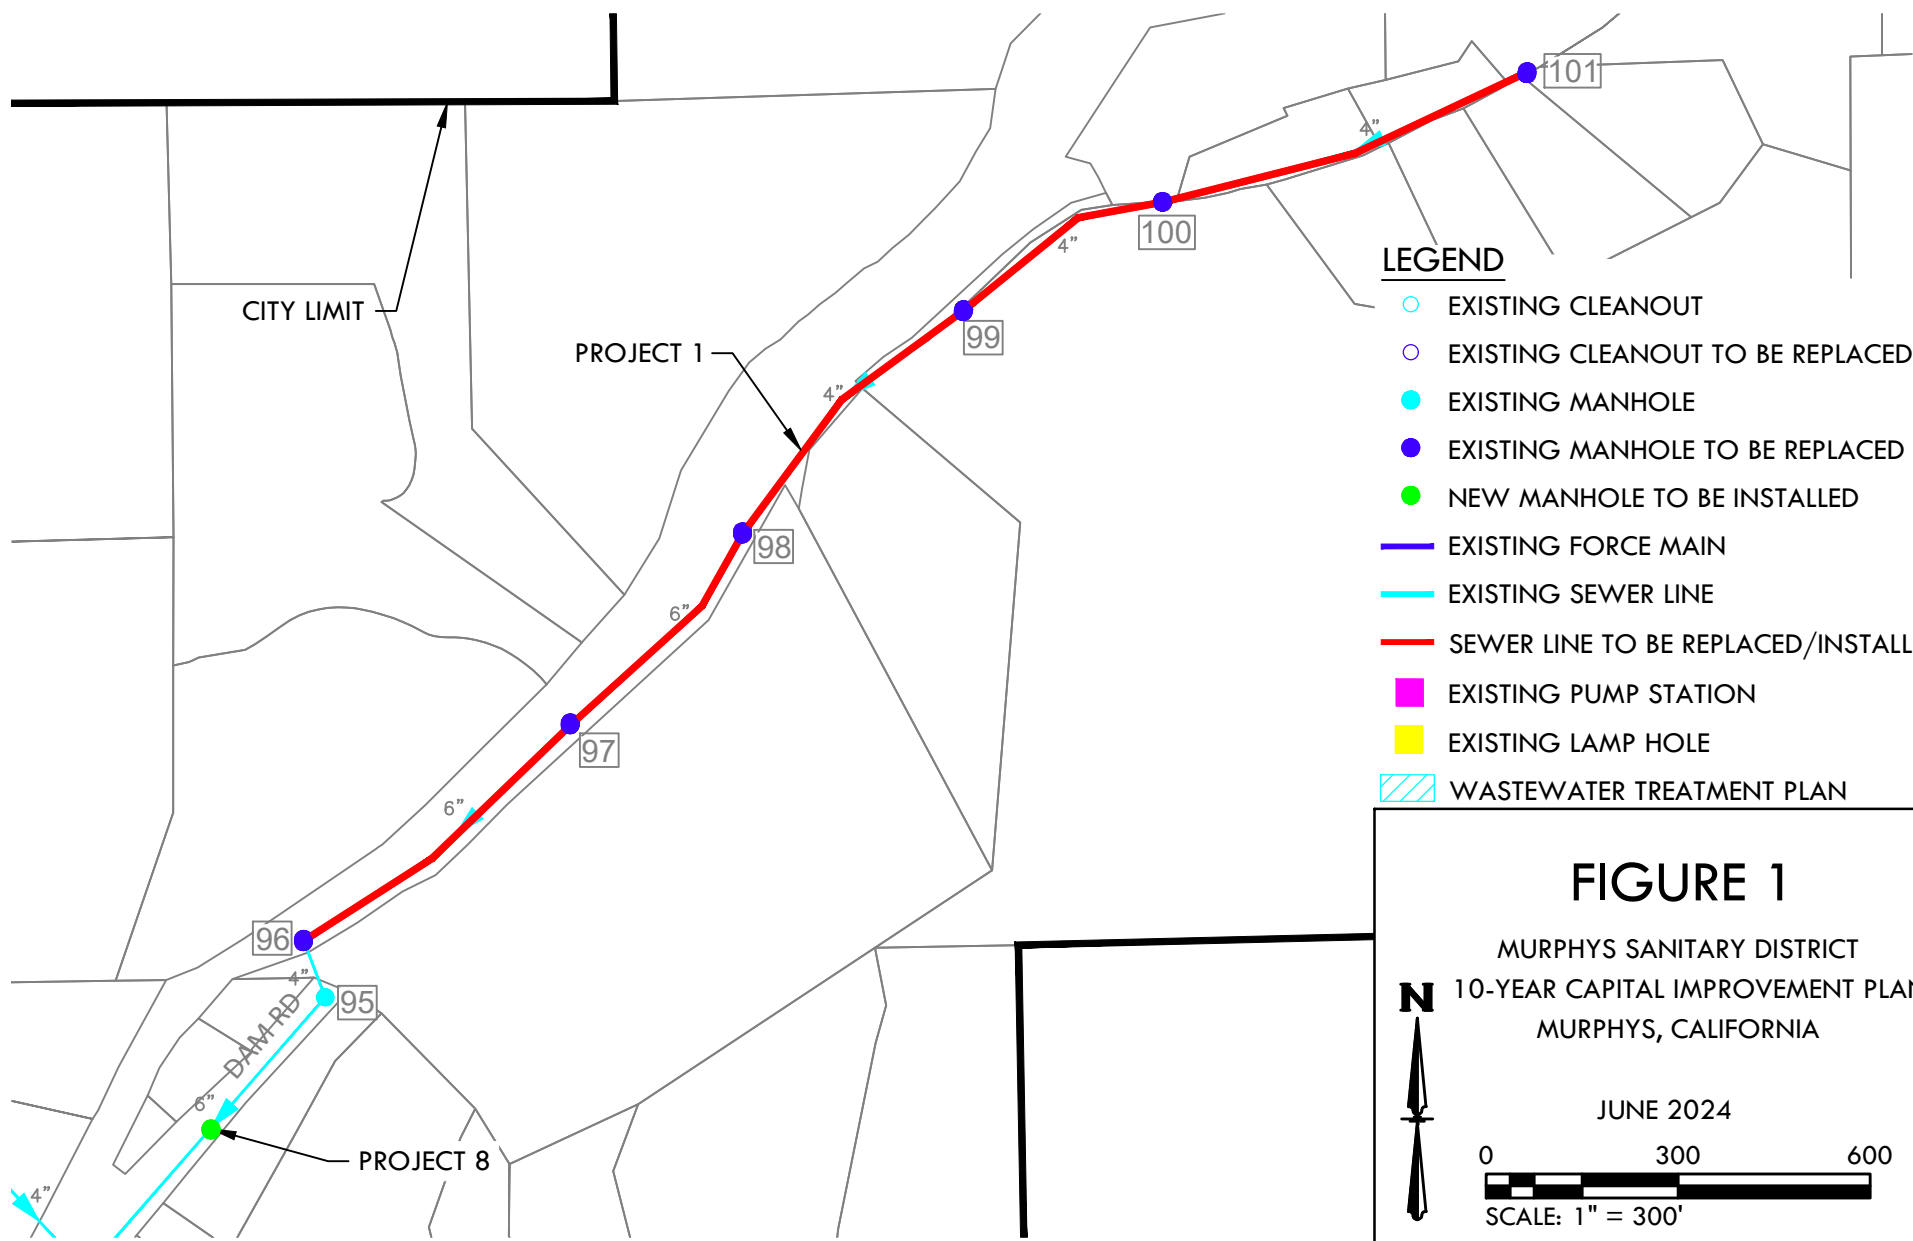 101
4"
100
4"
LEGEND
EXISTING CLEANOUT
CITY LIMIT
99
PROJECT 1
EXISTING CLEANOUT TO BE REPLACED
4"
EXISTING MANHOLE
EXISTING MANHOLE TO BE REPLACED
NEW MANHOLE TO BE INSTALLED
98
EXISTING FORCE MAIN
EXISTING SEWER LINE
6"
SEWER LINE TO BE REPLACED/INSTALL
EXISTING PUMP STATION
97
EXISTING LAMP HOLE
WASTEWATER TREATMENT PLAN
6"
FIGURE 1
96
MURPHYS SANITARY DISTRICT
4"
N
10-YEAR CAPITAL IMPROVEMENT PLAN
95
MURPHYS, CALIFORNIA
DAM RD
6"
JUNE 2024
PROJECT 8
0 300 600
4"
SCALE: 1" = 300'